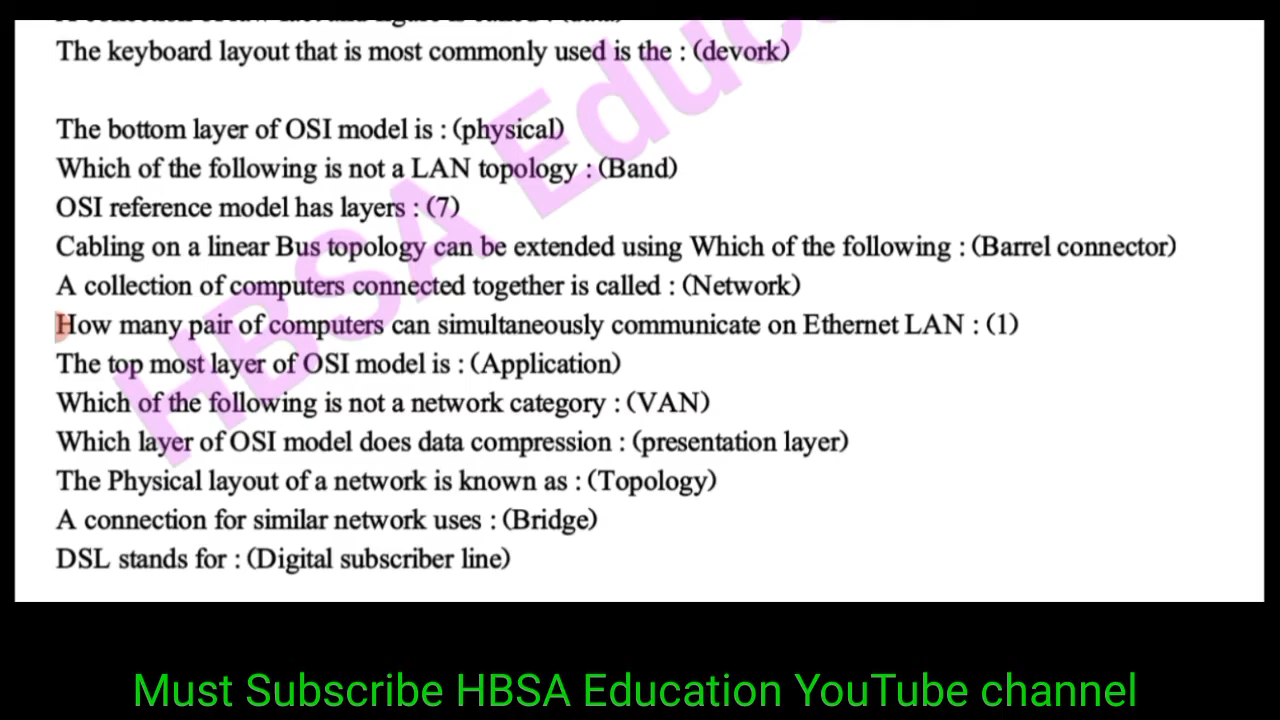 The keyboard layout that is most commonly used is the : (devork)
The bottom layer of OSI model is : (physical)
Which of the following is not a LAN topology : (Band)
OSI reference model has layers : (7)
Cabling on a linear Bus topology can be extended using Which of the following : (Barrel connector)
A collection of computers connected together is called : (Network)
How many pair of computers can simultaneously communicate on Ethernet LAN : (1)
The top most layer of OSI model is : (Application)
Which of the following is not a network category : (VAN)
Which layer of OSI model does data compression : (presentation layer)
The Physical layout of a network is known as : (Topology)
A connection for similar network uses : (Bridge)
DSL stands for : (Digital subscriber line)
HBSA Educ
Must Subscribe HBSA Education YouTube channel